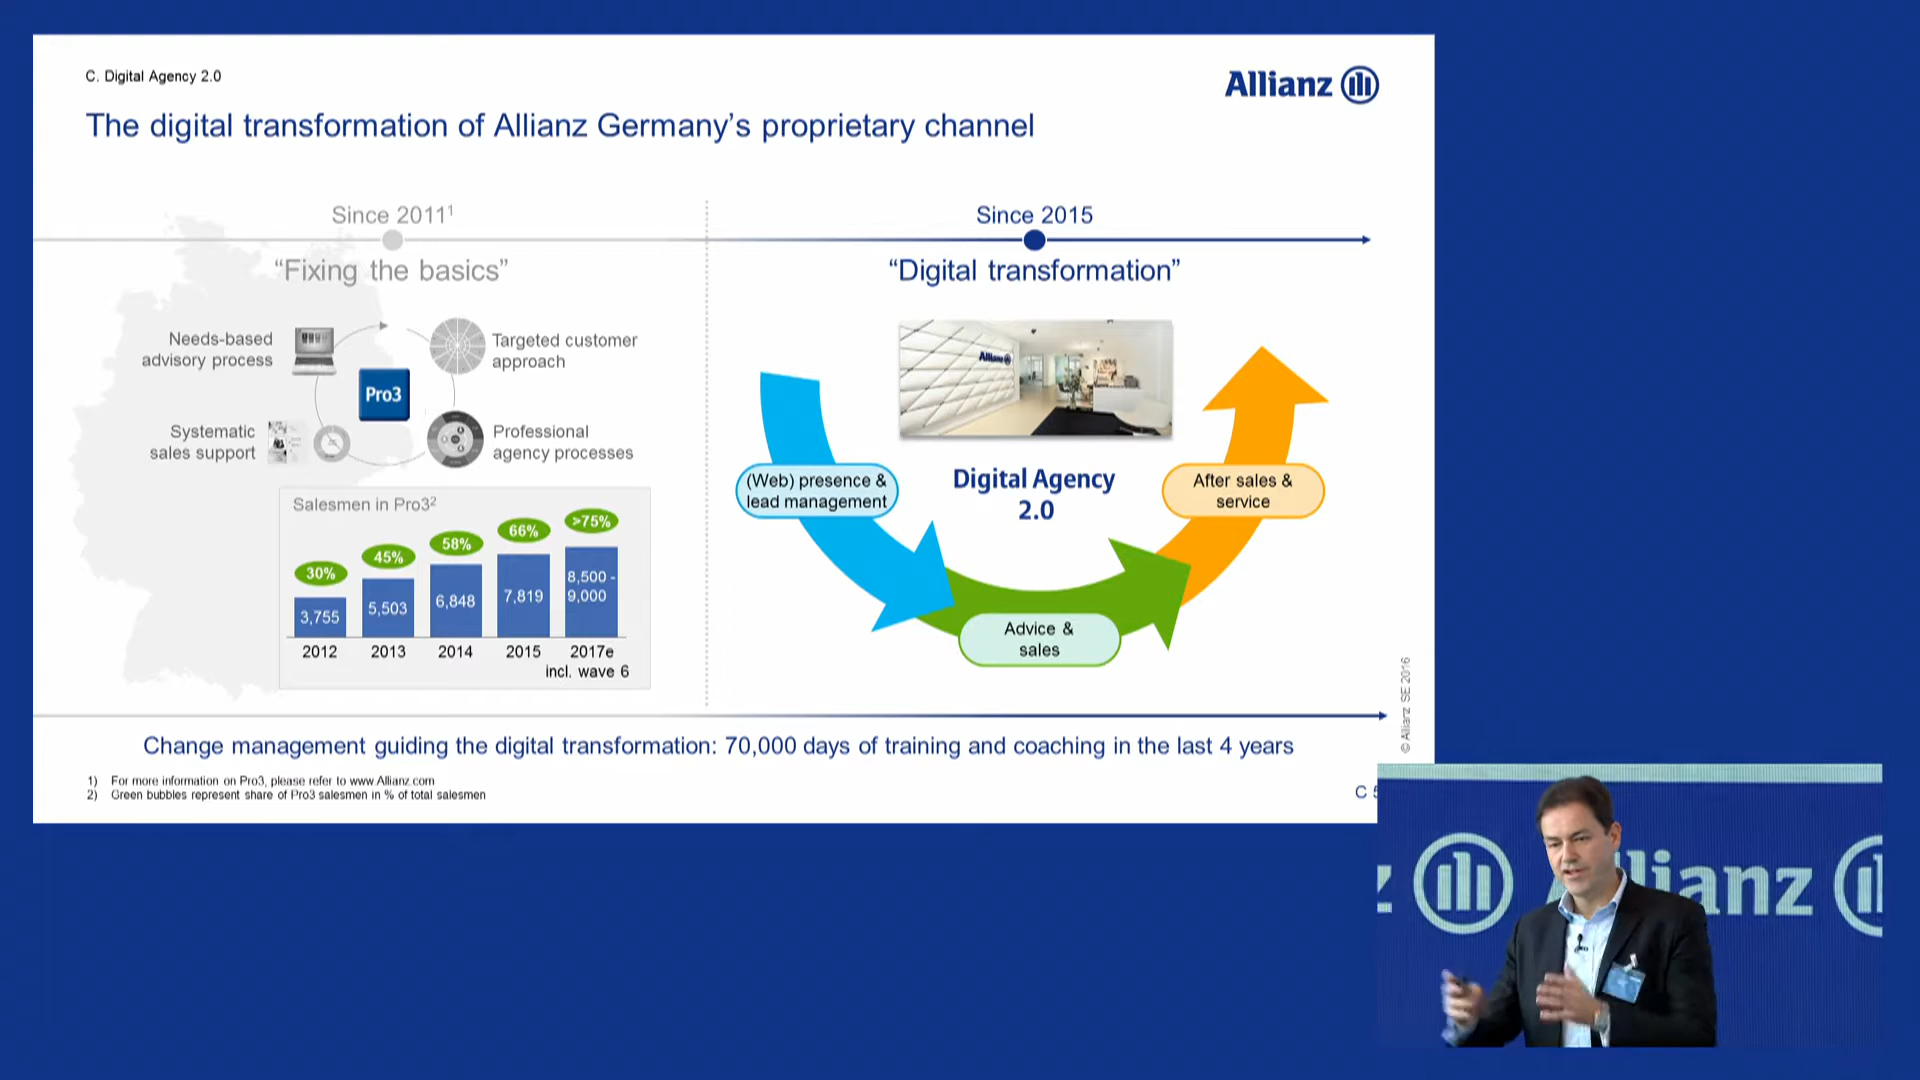 C. Digital Agency 2.0
Allianz
The digital transformation of Allianz Germany’s proprietary channel
Since 2011¹
“Fixing the basics”
Needs-based
advisory process
Targeted customer
approach
Pro3
Systematic
sales support
Professional
agency processes
Salesmen in Pro3²
30%
45%
58%
66%
>75%
3,755
5,503
6,848
7,819
8,500 -
9,000
2012
2013
2014
2015
2017e
incl. wave 6
Since 2015
“Digital transformation”
Allianz
(Web) presence &
lead management
Digital Agency
2.0
After sales &
service
Advice &
sales
Change management guiding the digital transformation: 70,000 days of training and coaching in the last 4 years
1) For more information on Pro3, please refer to www.Allianz.com
2) Green bubbles represent share of Pro3 salesmen in % of total salesmen
© Allianz SE 2016
C 5
z Allianz